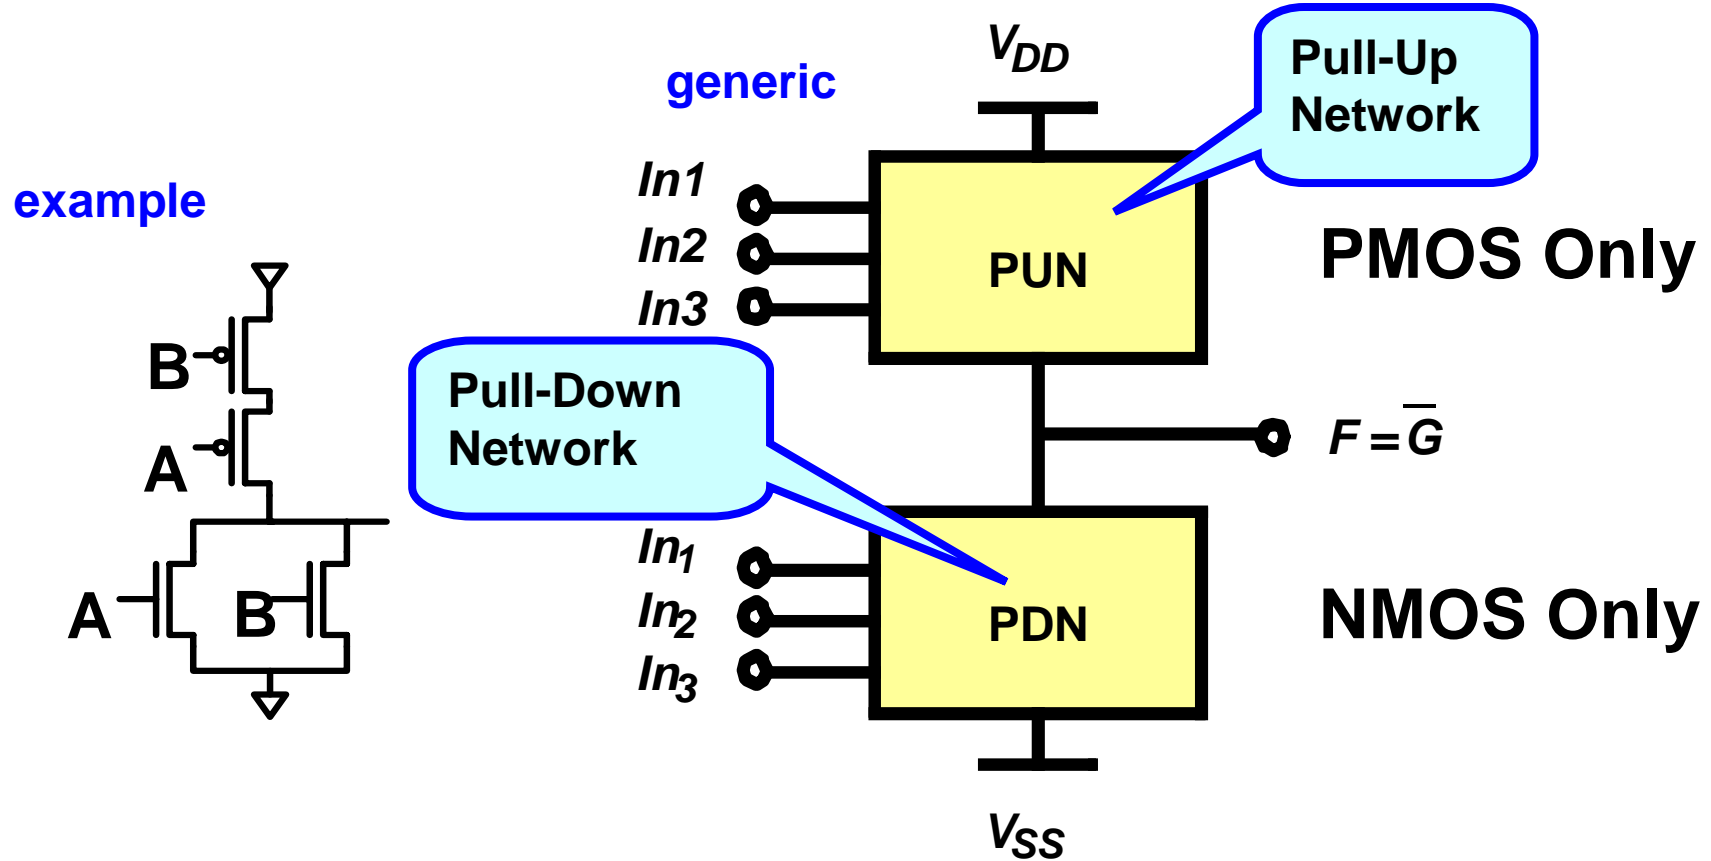 example
B
A
A
B
generic
V_DD
Pull-Up
Network
In1
In2
In3
PUN
PMOS Only
Pull-Down
Network
F = G̅
In₁
In₂
In₃
PDN
NMOS Only
V_SS